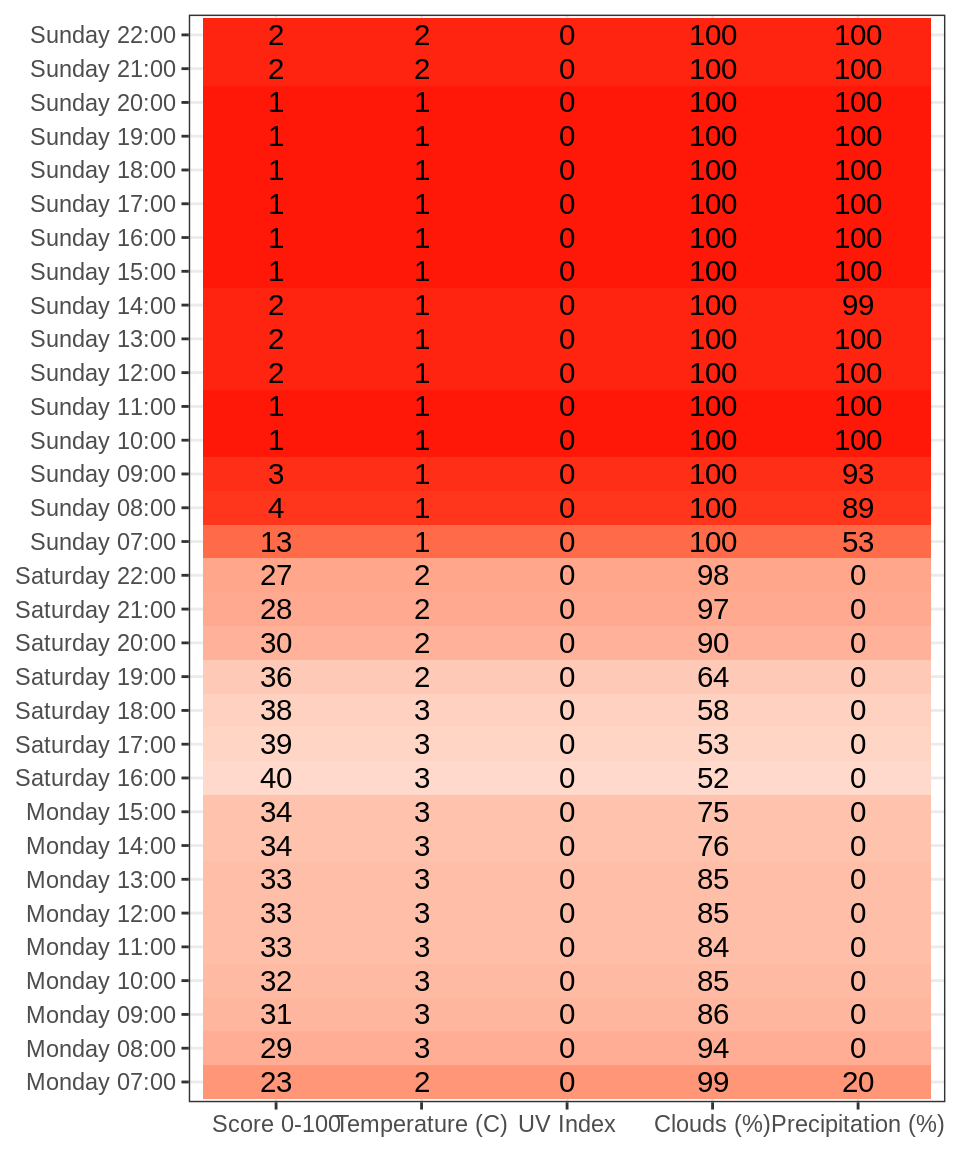 Sunday 22:00 2 2 0 100 100
Sunday 21:00 2 2 0 100 100
Sunday 20:00 1 1 0 100 100
Sunday 19:00 1 1 0 100 100
Sunday 18:00 1 1 0 100 100
Sunday 17:00 1 1 0 100 100
Sunday 16:00 1 1 0 100 100
Sunday 15:00 1 1 0 100 100
Sunday 14:00 2 1 0 100 99
Sunday 13:00 2 1 0 100 100
Sunday 12:00 2 1 0 100 100
Sunday 11:00 1 1 0 100 100
Sunday 10:00 1 1 0 100 100
Sunday 09:00 3 1 0 100 93
Sunday 08:00 4 1 0 100 89
Sunday 07:00 13 1 0 100 53
Saturday 22:00 27 2 0 98 0
Saturday 21:00 28 2 0 97 0
Saturday 20:00 30 2 0 90 0
Saturday 19:00 36 2 0 64 0
Saturday 18:00 38 3 0 58 0
Saturday 17:00 39 3 0 53 0
Saturday 16:00 40 3 0 52 0
Monday 15:00 34 3 0 75 0
Monday 14:00 34 3 0 76 0
Monday 13:00 33 3 0 85 0
Monday 12:00 33 3 0 85 0
Monday 11:00 33 3 0 84 0
Monday 10:00 32 3 0 85 0
Monday 09:00 31 3 0 86 0
Monday 08:00 29 3 0 94 0
Monday 07:00 23 2 0 99 20
Score 0-100 Temperature (C) UV Index Clouds (%) Precipitation (%)